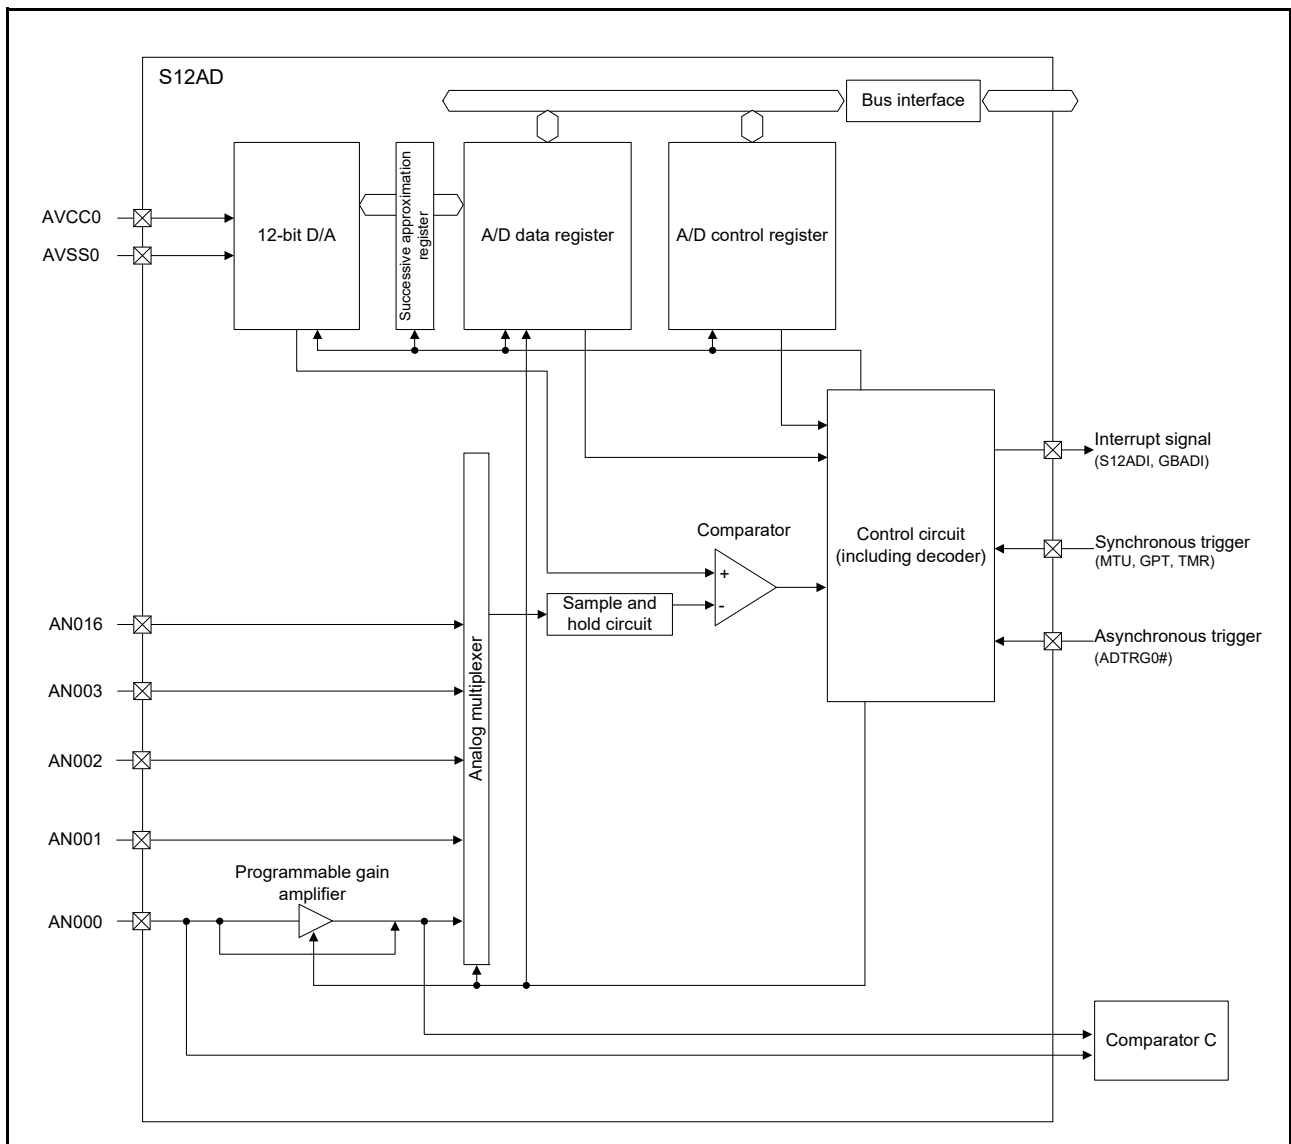 S12AD
Bus interface
AVCC0
AVSS0
12-bit D/A
Successive approximation
register
A/D data register
A/D control register
Interrupt signal
(S12ADI, GBADI)
Comparator
+
-
Control circuit
(including decoder)
Synchronous trigger
(MTU, GPT, TMR)
Sample and
hold circuit
Asynchronous trigger
(ADTRG0#)
AN016
AN003
AN002
AN001
AN000
Analog multiplexer
Programmable gain
amplifier
Comparator C